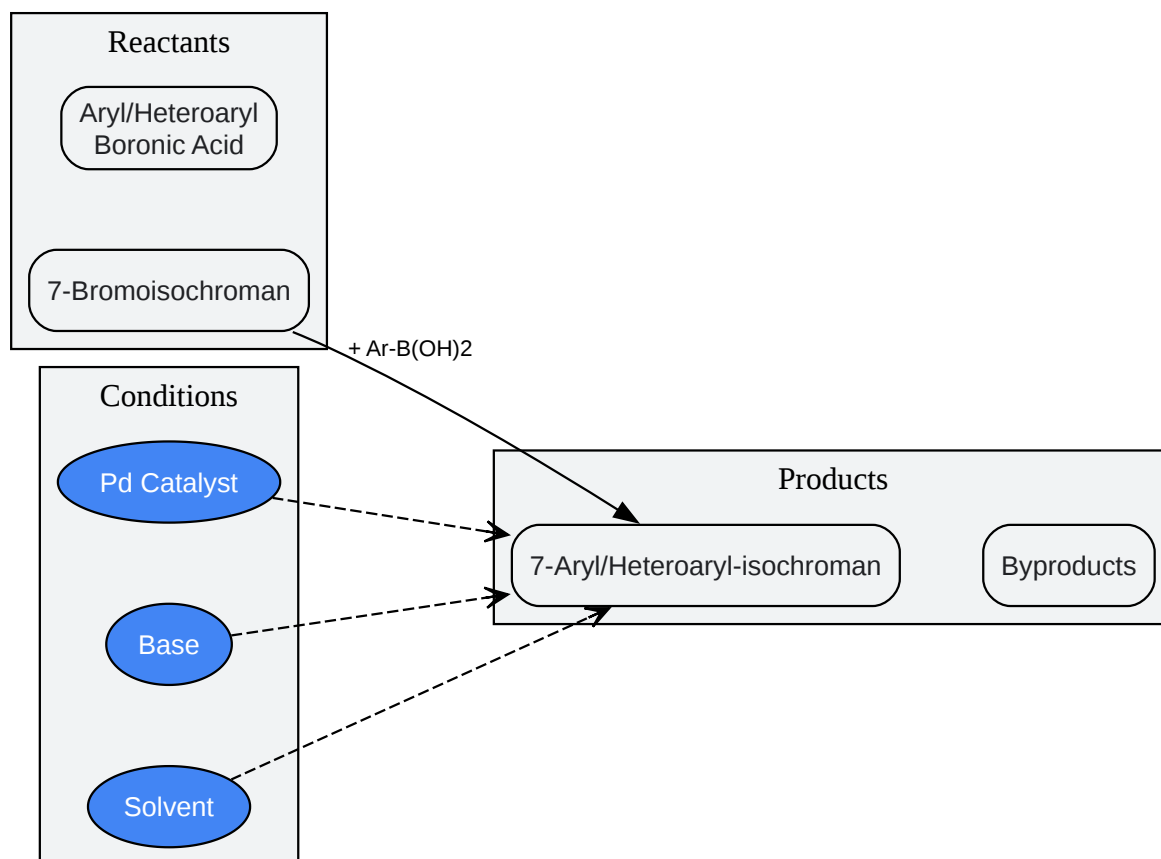 Reactants
Aryl/Heteroaryl
Boronic Acid
7-Bromoisochroman
+ Ar-B(OH)2
Conditions
Pd Catalyst
Base
Solvent
Products
7-Aryl/Heteroaryl-isochroman
Byproducts